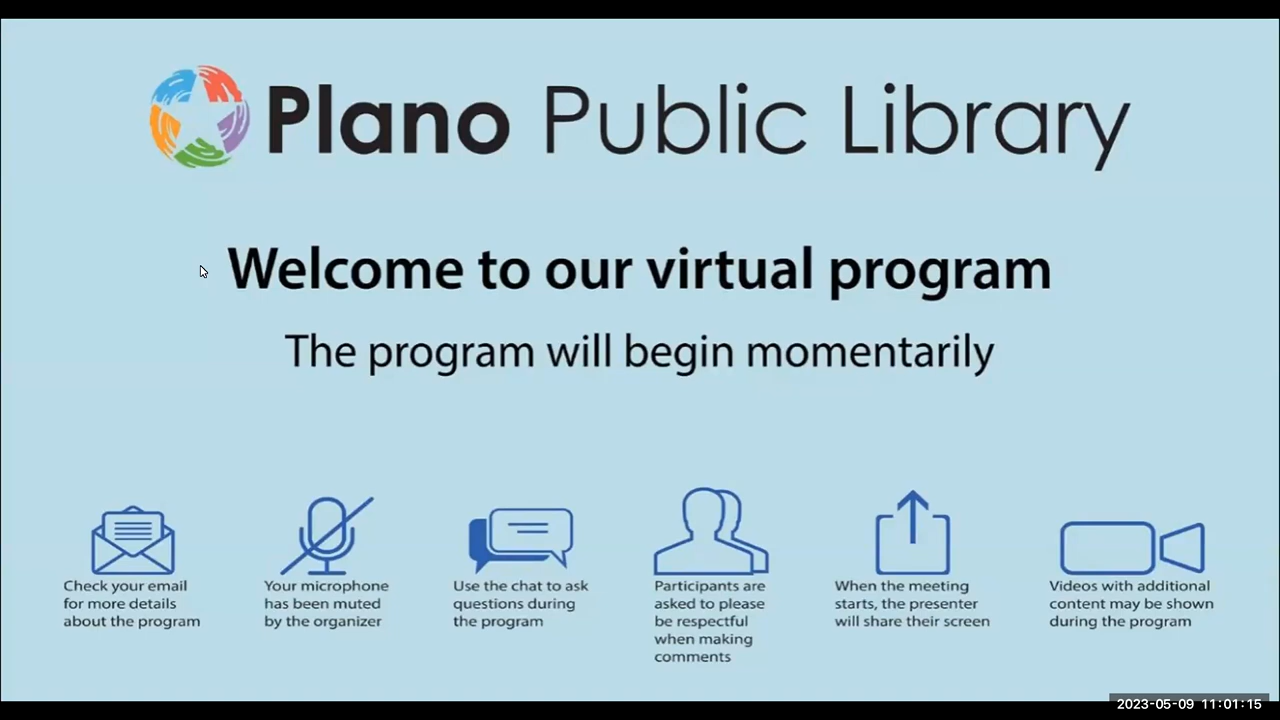 Plano Public Library
Welcome to our virtual program
The program will begin momentarily
Check your email
for more details
about the program
Your microphone
has been muted
by the organizer
Use the chat to ask
questions during
the program
Participants are
asked to please
be respectful
when making
comments
When the meeting
starts, the presenter
will share their screen
Videos with additional
content may be shown
during the program
2023-05-09 11:01:15